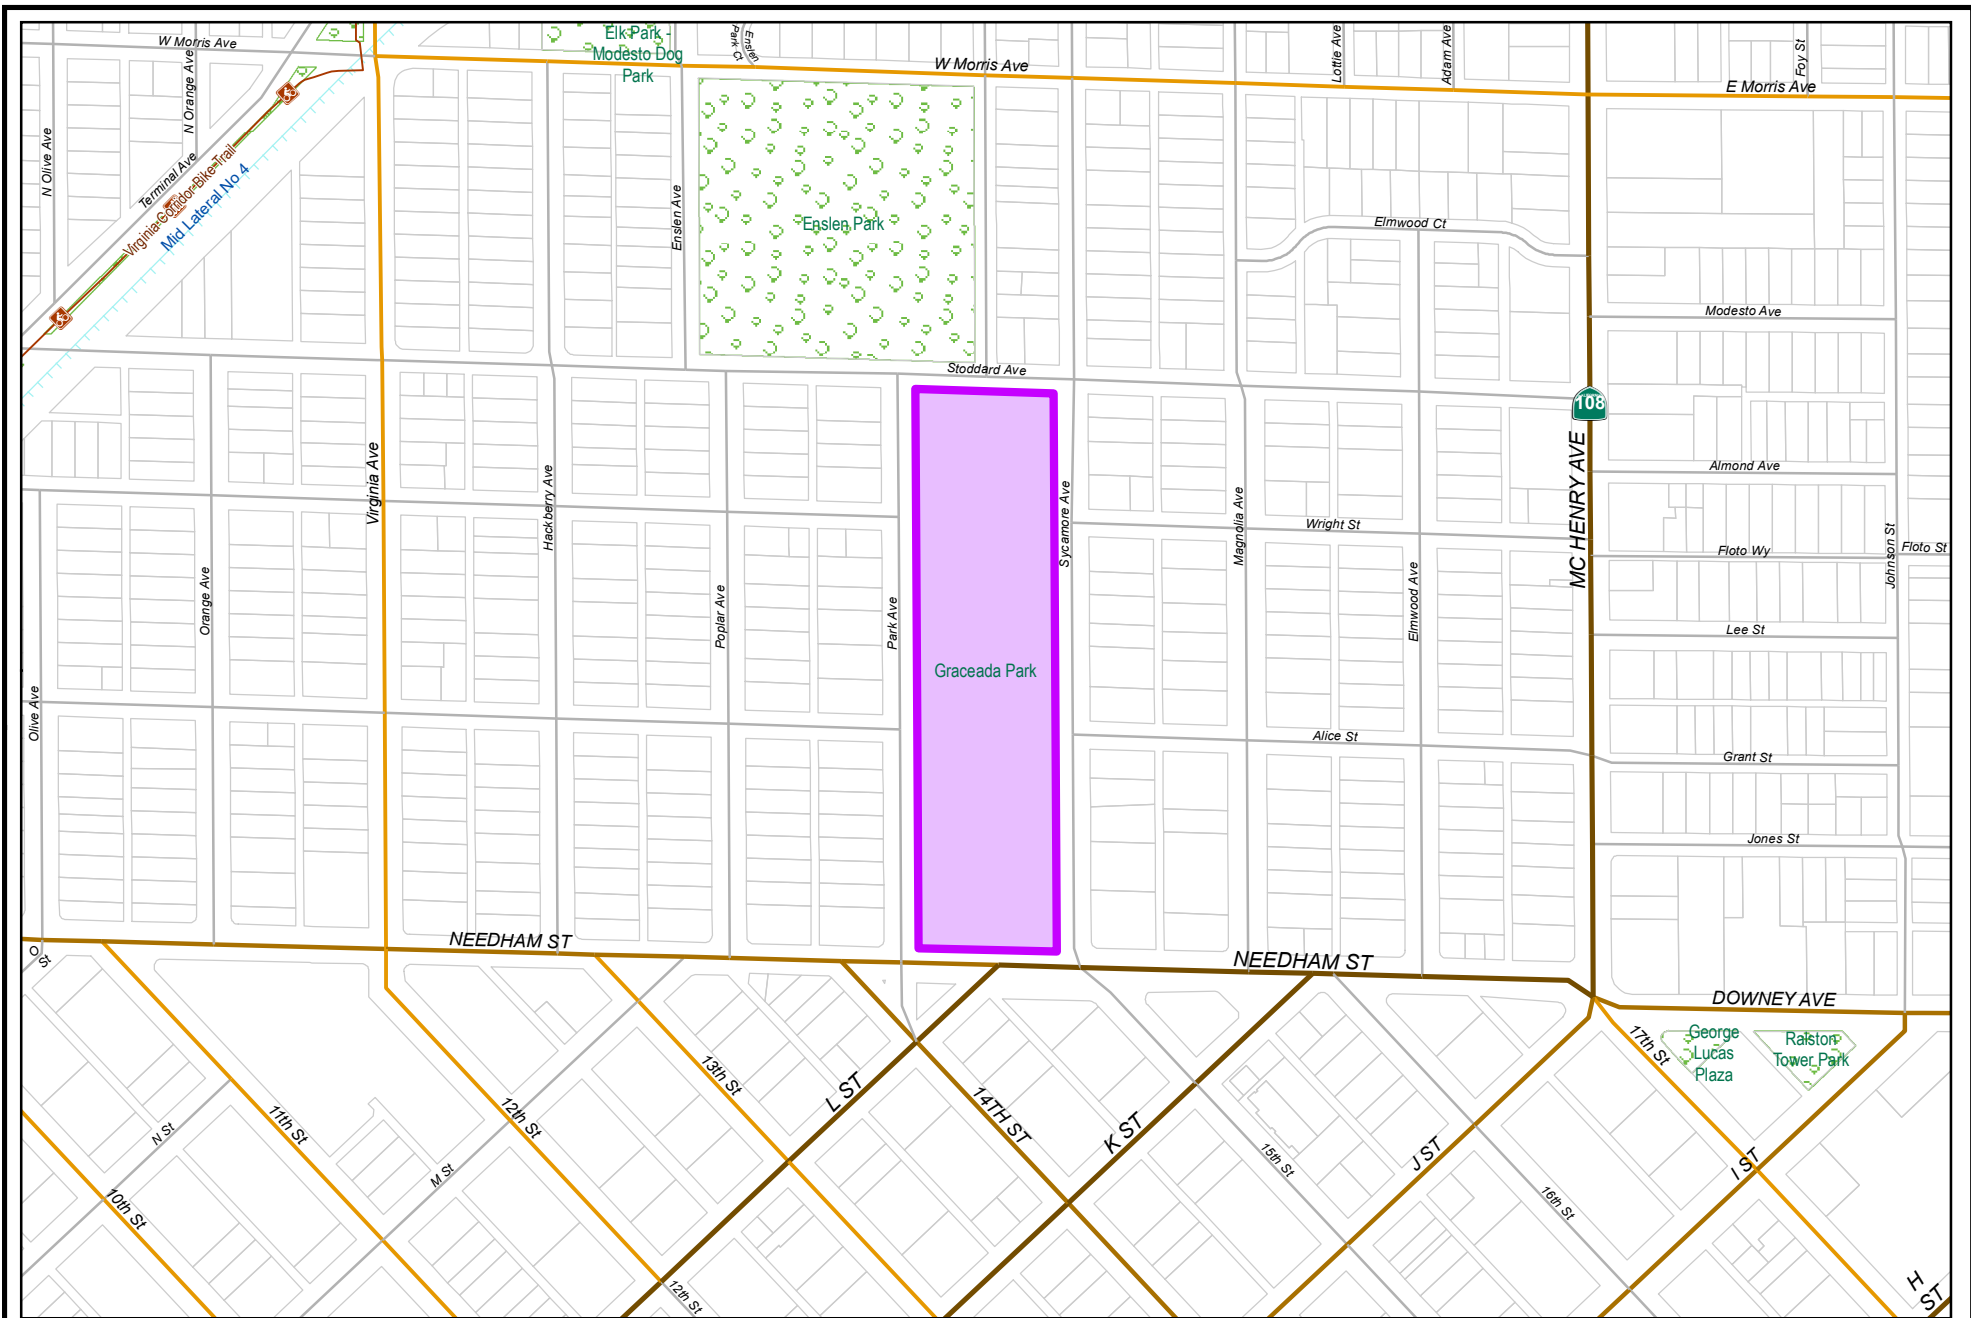 W Morris Ave
N Orange Ave
N Olive Ave
Terminal Ave
Virginia Corridor Bike Trail
Mid Lateral No 4
Elk Park -
Modesto Dog
Park
Enslen
Park Ct
W Morris Ave
Lottie Ave
Adam Ave
Foy St
E Morris Ave
Enslen Ave
Enslen Park
Elmwood Ct
Modesto Ave
Stoddard Ave
108
MC HENRY AVE
Almond Ave
Virginia Ave
Hackberry Ave
Sycamore Ave
Magnolia Ave
Wright St
Floto Wy
Johnson St
Floto St
Orange Ave
Poplar Ave
Park Ave
Elmwood Ave
Lee St
Graceada Park
Olive Ave
Alice St
Grant St
Jones St
O St
NEEDHAM ST
NEEDHAM ST
DOWNEY AVE
17th St
George
Lucas
Plaza
Ralston
Tower Park
13th St
L ST
14TH ST
K ST
N St
11th St
12th St
M St
15th St
J ST
I ST
10th St
16th St
12th St
H
ST